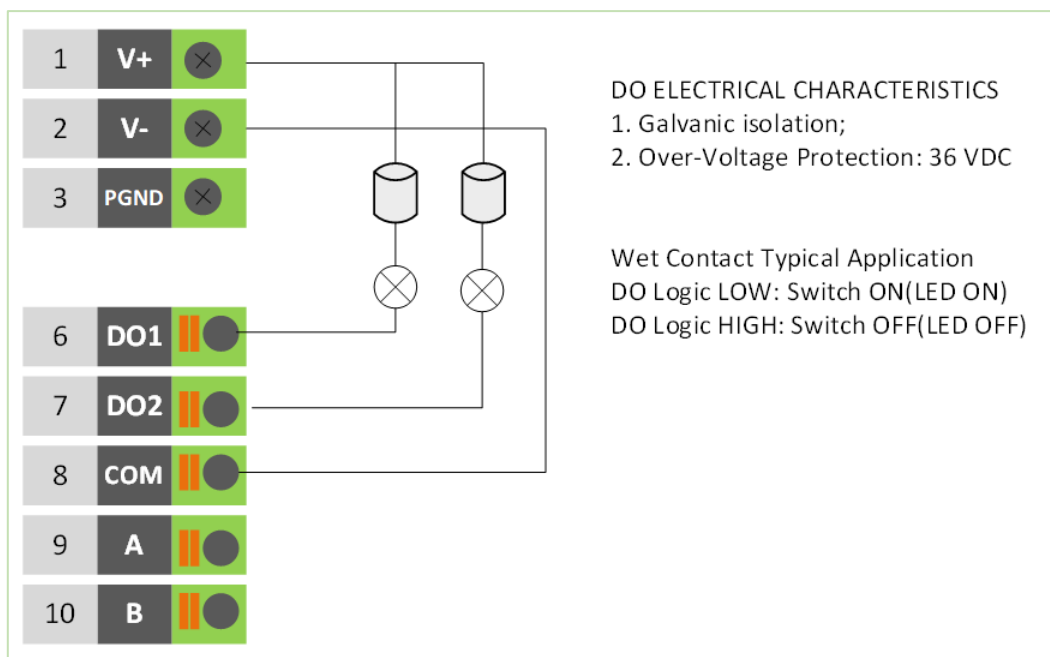 1 V+
2 V-
3 PGND
6 DO1
7 DO2
8 COM
9 A
10 B
DO ELECTRICAL CHARACTERISTICS
1. Galvanic isolation;
2. Over-Voltage Protection: 36 VDC
Wet Contact Typical Application
DO Logic LOW: Switch ON(LED ON)
DO Logic HIGH: Switch OFF(LED OFF)